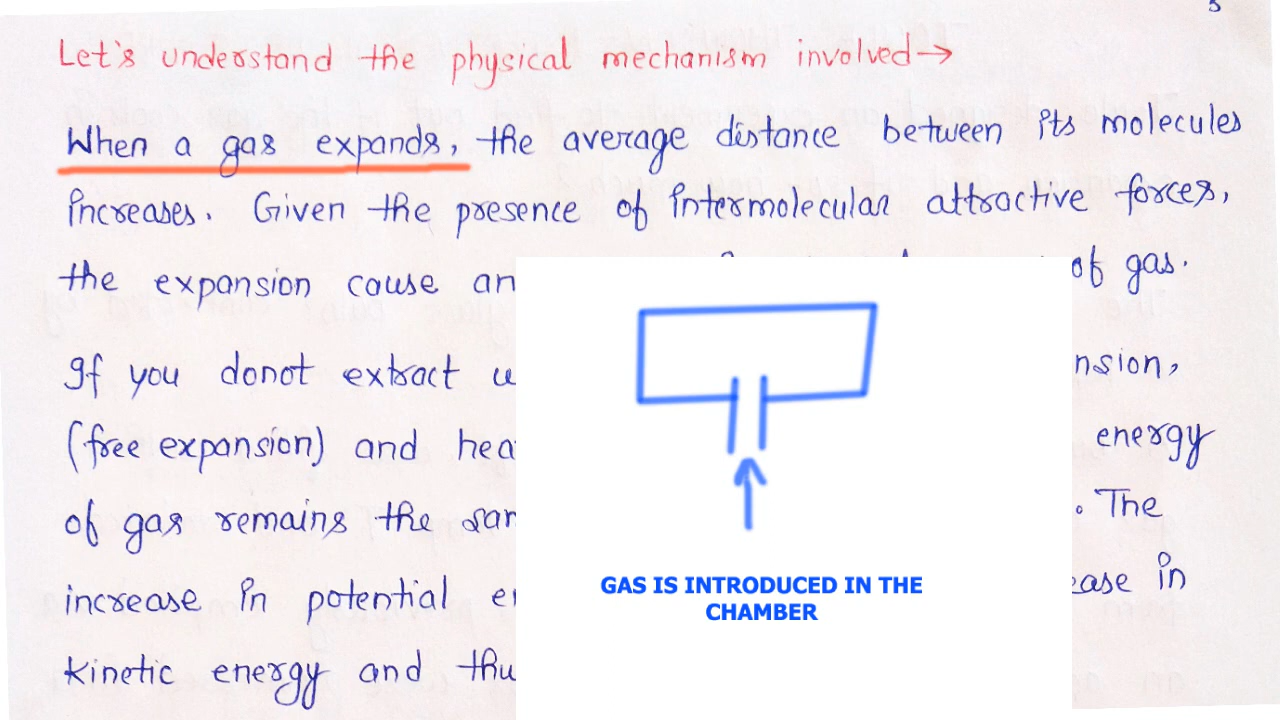 3
Let's understand the physical mechanism involved→
When a gas expands, the average distance between its molecules
increases. Given the presence of intermolecular attractive forces,
the expansion cause an of gas.
If you donot extract nsion,
(free expansion) and hea energy
of gas remains the sam . The
increase in potential e ease in
kinetic energy and thu
GAS IS INTRODUCED IN THE
CHAMBER